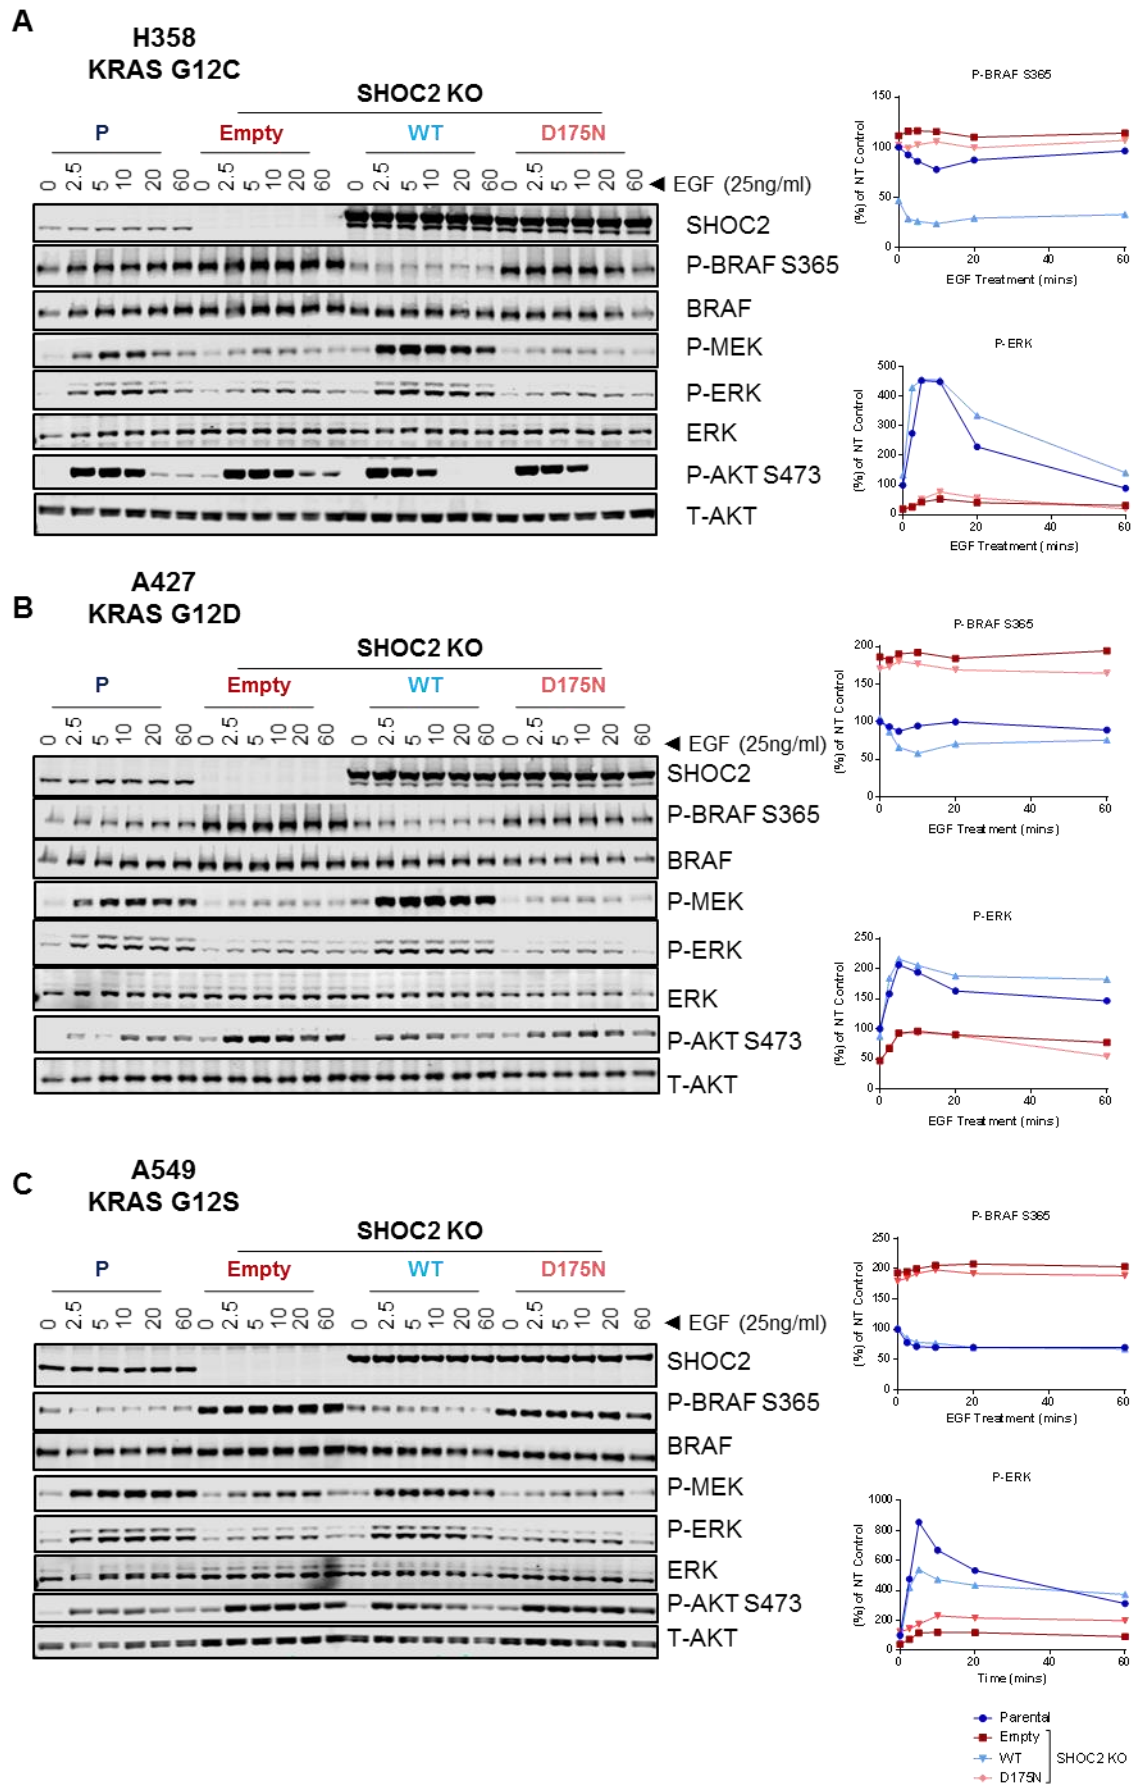 A
H358
KRAS G12C
SHOC2 KO
P Empty WT D175N
0 2.5 5 10 20 60 0 2.5 5 10 20 60 0 2.5 5 10 20 60 0 2.5 5 10 20 60
◄ EGF (25ng/ml)
SHOC2
P-BRAF S365
BRAF
P-MEK
P-ERK
ERK
P-AKT S473
T-AKT
P-BRAF S365
(%) of NT Control
150
100
50
0
0 20 40 60
EGF Treatment (mins)
P-ERK
(%) of NT Control
500
400
300
200
100
0
0 20 40 60
EGF Treatment (mins)
B
A427
KRAS G12D
SHOC2 KO
P Empty WT D175N
0 2.5 5 10 20 60 0 2.5 5 10 20 60 0 2.5 5 10 20 60 0 2.5 5 10 20 60
◄ EGF (25ng/ml)
SHOC2
P-BRAF S365
BRAF
P-MEK
P-ERK
ERK
P-AKT S473
T-AKT
P-BRAF S365
(%) of NT Control
200
150
100
50
0
0 20 40 60
EGF Treatment (mins)
P-ERK
(%) of NT Control
250
200
150
100
50
0
0 20 40 60
EGF Treatment (mins)
C
A549
KRAS G12S
SHOC2 KO
P Empty WT D175N
0 2.5 5 10 20 60 0 2.5 5 10 20 60 0 2.5 5 10 20 60 0 2.5 5 10 20 60
◄ EGF (25ng/ml)
SHOC2
P-BRAF S365
BRAF
P-MEK
P-ERK
ERK
P-AKT S473
T-AKT
P-BRAF S365
(%) of NT Control
250
200
150
100
50
0
0 20 40 60
EGF Treatment (mins)
P-ERK
(%) of NT Control
1000
800
600
400
200
0
0 20 40 60
Time (mins)
Parental
Empty
WT
D175N
SHOC2 KO